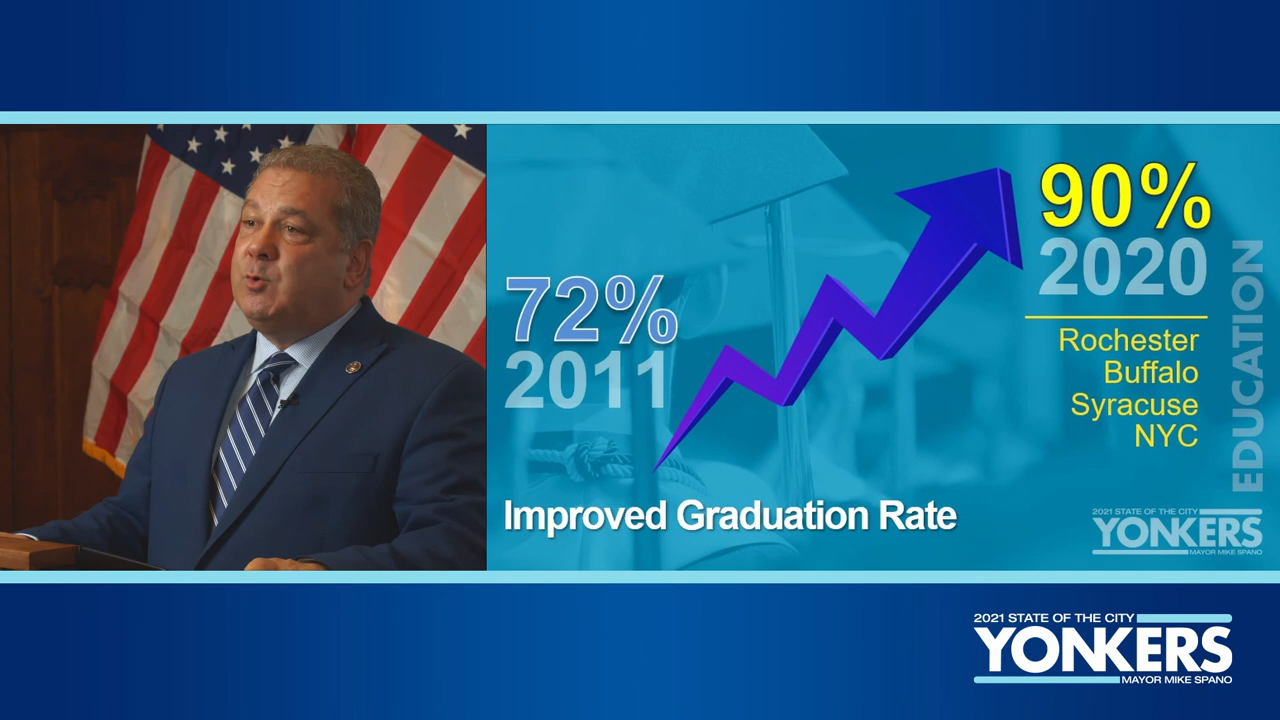 72%
2011
90%
2020
Rochester
Buffalo
Syracuse
NYC
EDUCATION
Improved Graduation Rate
2021 STATE OF THE CITY
YONKERS
MAYOR MIKE SPANO
2021 STATE OF THE CITY
YONKERS
MAYOR MIKE SPANO